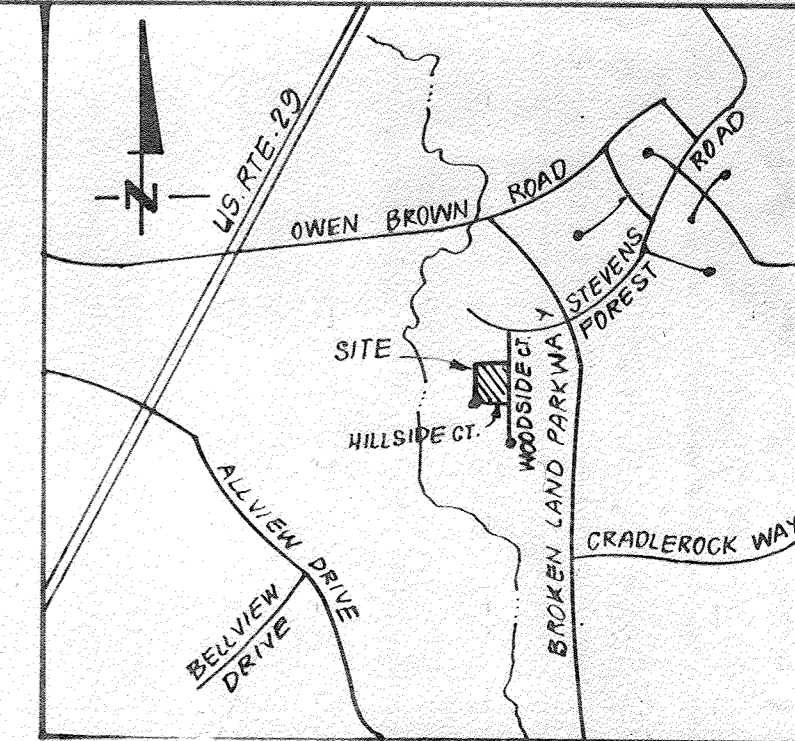 N
U.S. RTE. 29
OWEN BROWN ROAD
ROAD
STEVENS
FOREST
SITE
HILLSIDE CT.
WOODSIDE CT.
BROKEN LAND PARKWAY
CRADLEROCK WAY
ALLVIEW DRIVE
BELLVIEW
DRIVE